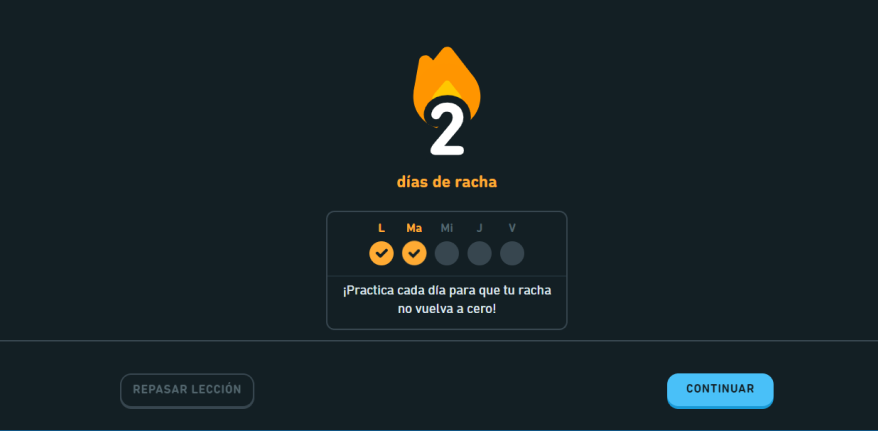 2
días de racha
L Ma Mi J V
¡Practica cada día para que tu racha
no vuelva a cero!
REPASAR LECCIÓN
CONTINUAR